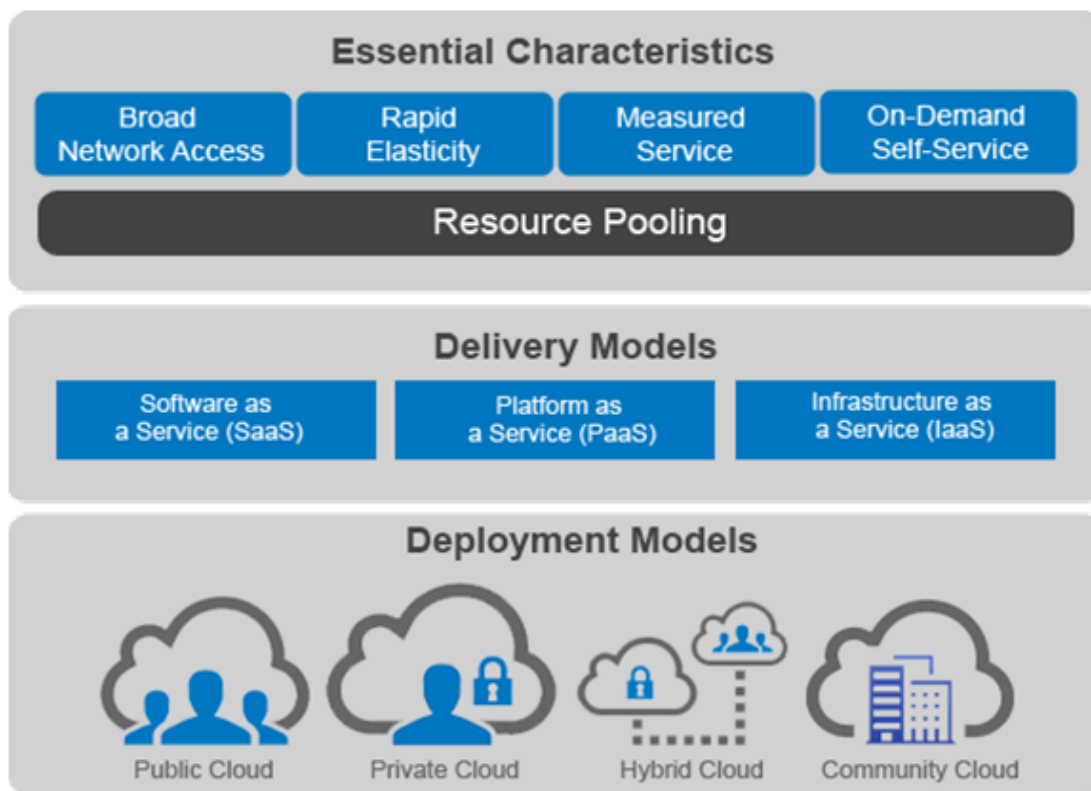 Essential Characteristics
Broad
Network Access
Rapid
Elasticity
Measured
Service
On-Demand
Self-Service
Resource Pooling
Delivery Models
Software as
a Service (SaaS)
Platform as
a Service (PaaS)
Infrastructure as
a Service (IaaS)
Deployment Models
Public Cloud
Private Cloud
Hybrid Cloud
Community Cloud